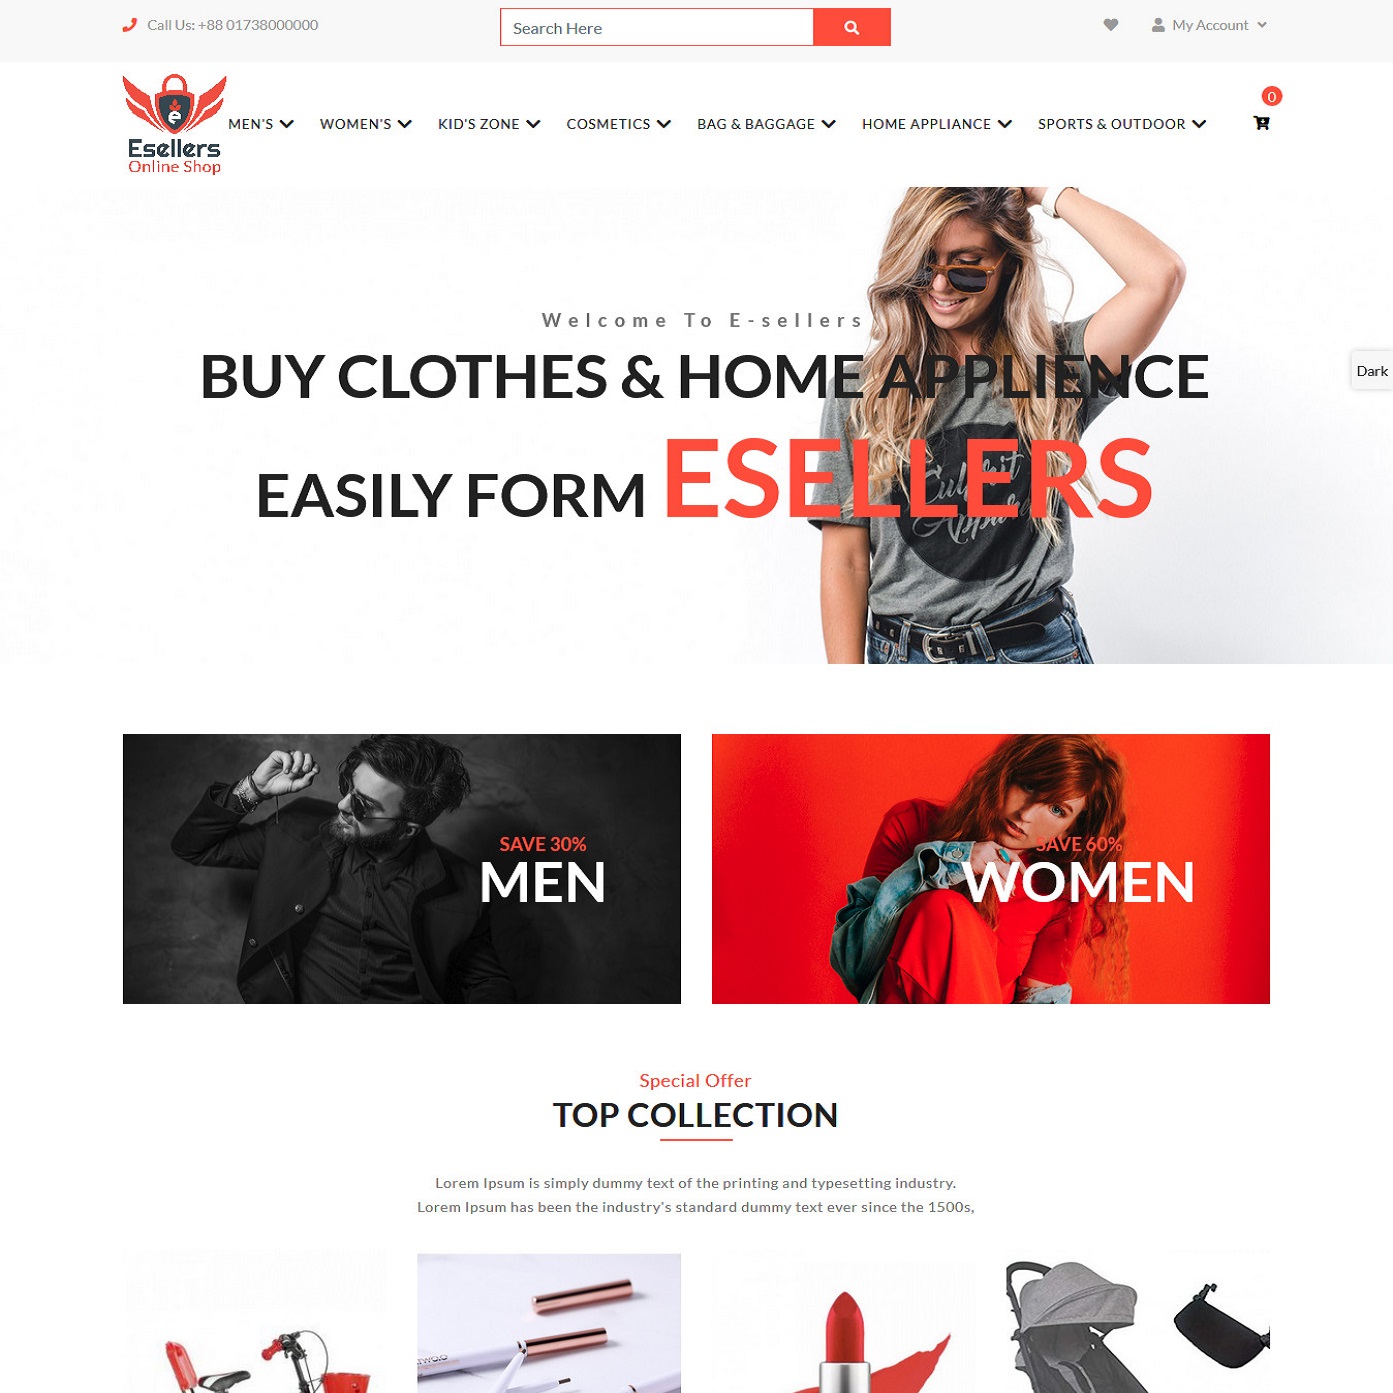 Call Us: +88 01738000000
Search Here
My Account
0
e
Esellers
Online Shop
MEN'S
WOMEN'S
KID'S ZONE
COSMETICS
BAG & BAGGAGE
HOME APPLIANCE
SPORTS & OUTDOOR
Welcome To E-sellers
BUY CLOTHES & HOME APPLIENCE
EASILY FORM ESELLERS
Dark
SAVE 30%
MEN
SAVE 60%
WOMEN
Special Offer
TOP COLLECTION
Lorem Ipsum is simply dummy text of the printing and typesetting industry.
Lorem Ipsum has been the industry's standard dummy text ever since the 1500s,